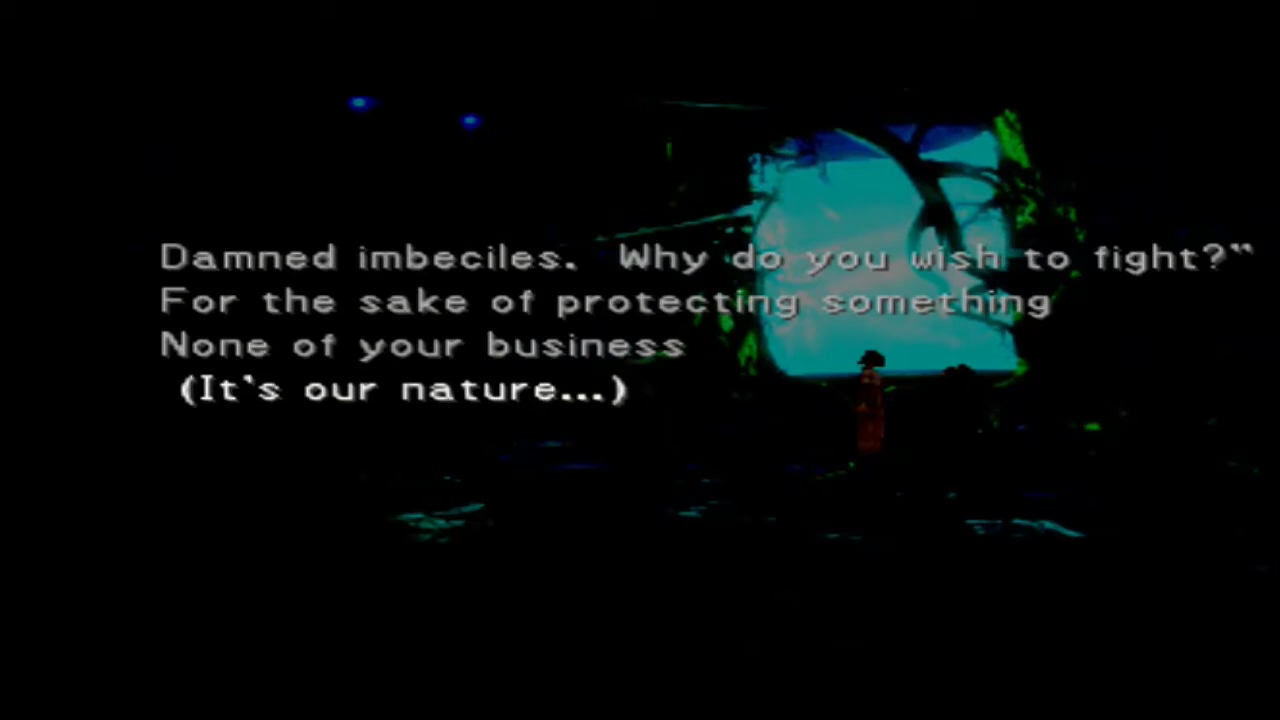 Damned imbeciles.  Why do you wish to fight?”
For the sake of protecting something
None of your business
(It's our nature...)